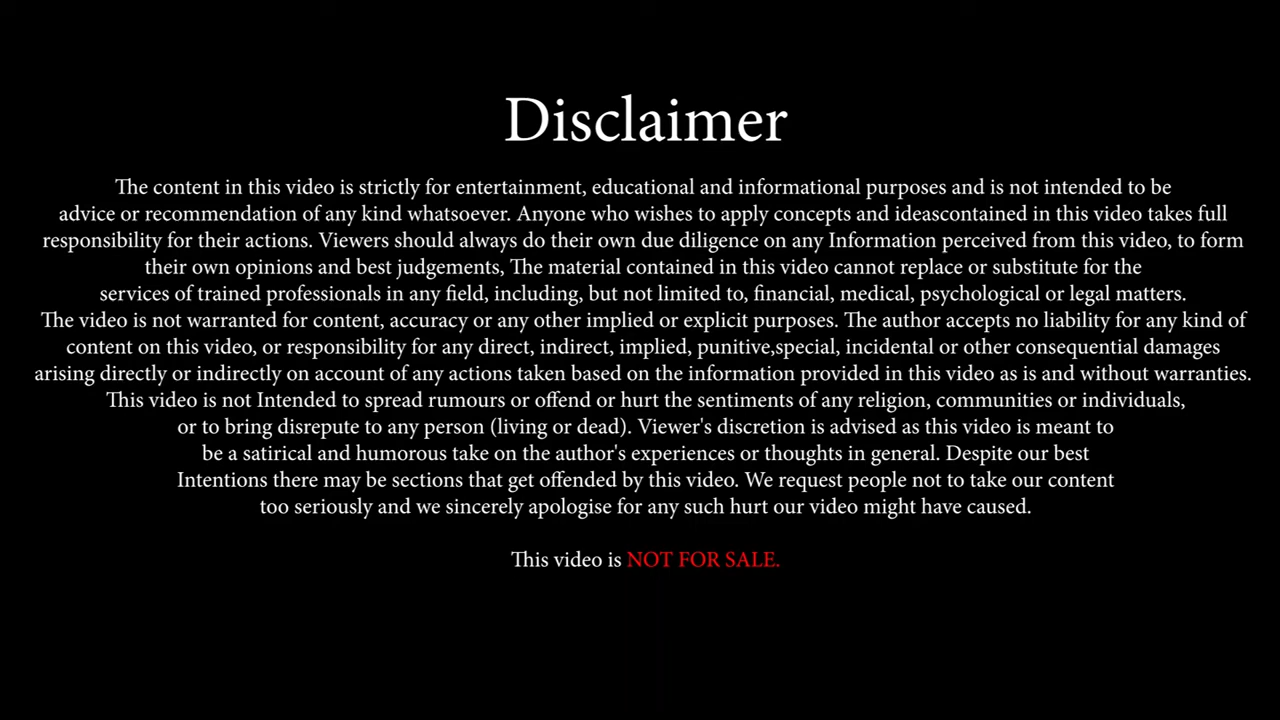 Disclaimer
The content in this video is strictly for entertainment, educational and informational purposes and is not intended to be
advice or recommendation of any kind whatsoever. Anyone who wishes to apply concepts and ideascontained in this video takes full
responsibility for their actions. Viewers should always do their own due diligence on any Information perceived from this video, to form
their own opinions and best judgements, The material contained in this video cannot replace or substitute for the
services of trained professionals in any field, including, but not limited to, financial, medical, psychological or legal matters.
The video is not warranted for content, accuracy or any other implied or explicit purposes. The author accepts no liability for any kind of
content on this video, or responsibility for any direct, indirect, implied, punitive,special, incidental or other consequential damages
arising directly or indirectly on account of any actions taken based on the information provided in this video as is and without warranties.
This video is not Intended to spread rumours or offend or hurt the sentiments of any religion, communities or individuals,
or to bring disrepute to any person (living or dead). Viewer's discretion is advised as this video is meant to
be a satirical and humorous take on the author's experiences or thoughts in general. Despite our best
Intentions there may be sections that get offended by this video. We request people not to take our content
too seriously and we sincerely apologise for any such hurt our video might have caused.
This video is NOT FOR SALE.